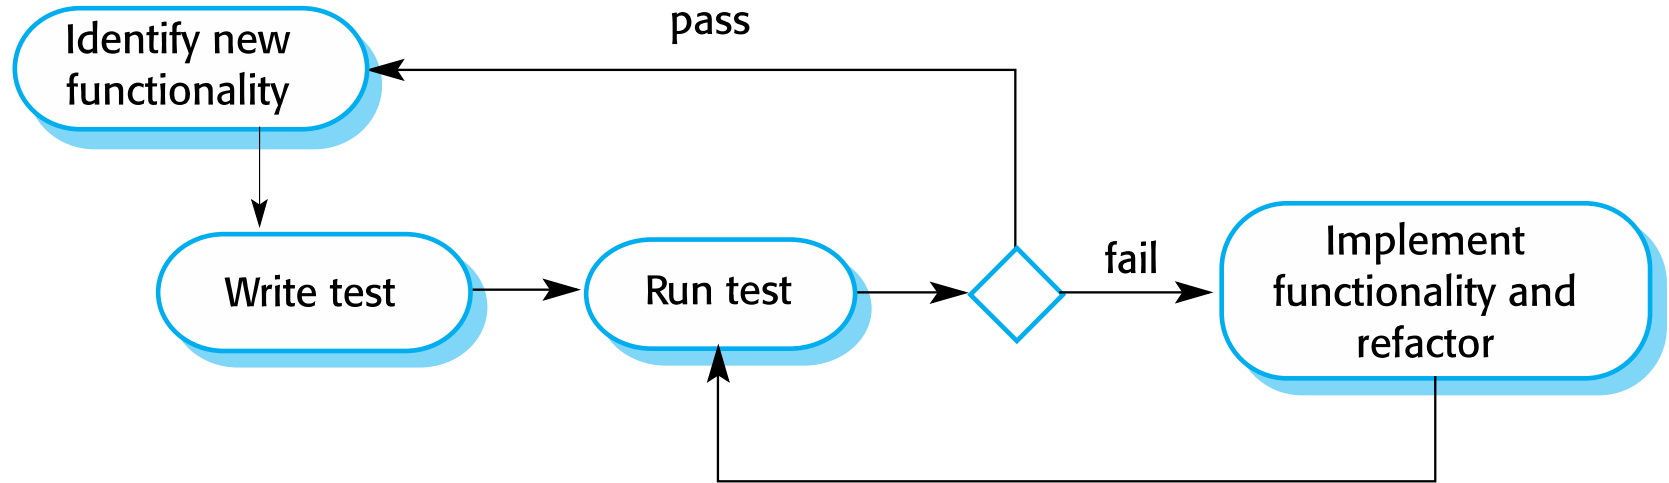 Identify new
functionality
pass
Write test
Run test
fail
Implement
functionality and
refactor